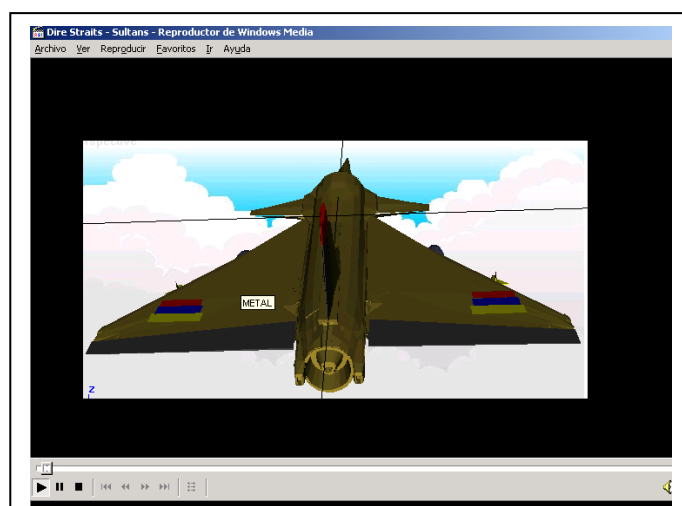 Dire Straits - Sultans - Reproductor de Windows Media
Archivo Ver Reproducir Favoritos Ir Ayuda
METAL
z